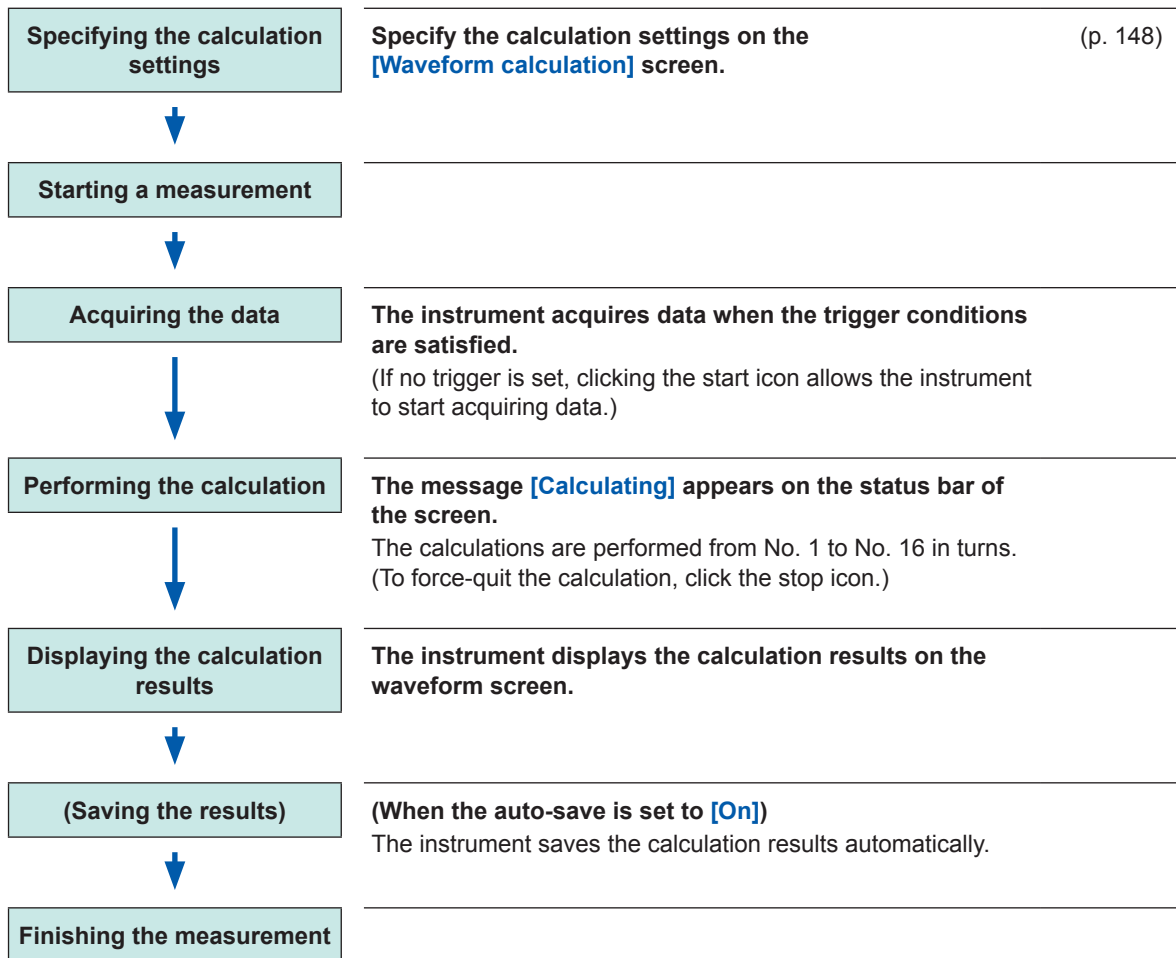 Specifying the calculation
settings
Specify the calculation settings on the
[Waveform calculation] screen.
(p. 148)
Starting a measurement
Acquiring the data
The instrument acquires data when the trigger conditions
are satisfied.
(If no trigger is set, clicking the start icon allows the instrument
to start acquiring data.)
Performing the calculation
The message [Calculating] appears on the status bar of
the screen.
The calculations are performed from No. 1 to No. 16 in turns.
(To force-quit the calculation, click the stop icon.)
Displaying the calculation
results
The instrument displays the calculation results on the
waveform screen.
(Saving the results)
(When the auto-save is set to [On])
The instrument saves the calculation results automatically.
Finishing the measurement